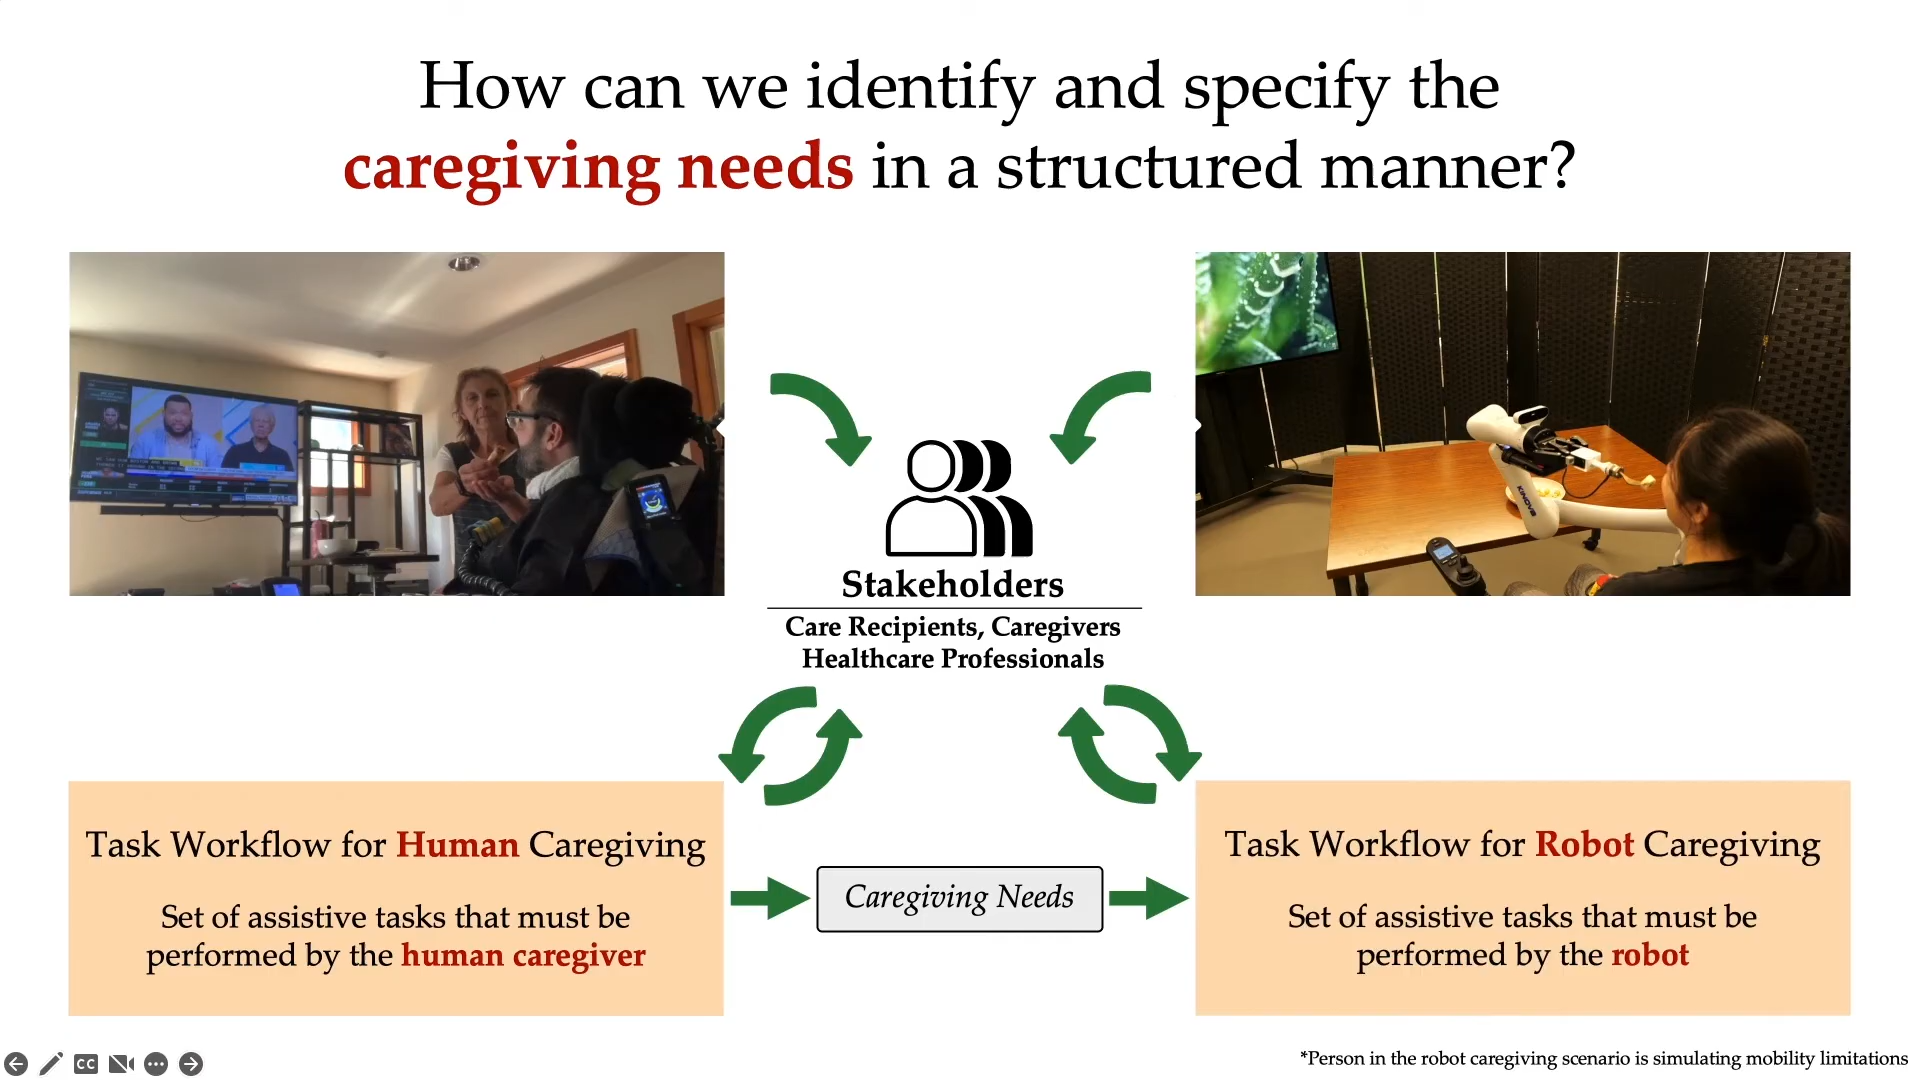 How can we identify and specify the
caregiving needs in a structured manner?
KINOVA
Stakeholders
Care Recipients, Caregivers
Healthcare Professionals
Task Workflow for Human Caregiving
Set of assistive tasks that must be
performed by the human caregiver
Caregiving Needs
Task Workflow for Robot Caregiving
Set of assistive tasks that must be
performed by the robot
CC
*Person in the robot caregiving scenario is simulating mobility limitations